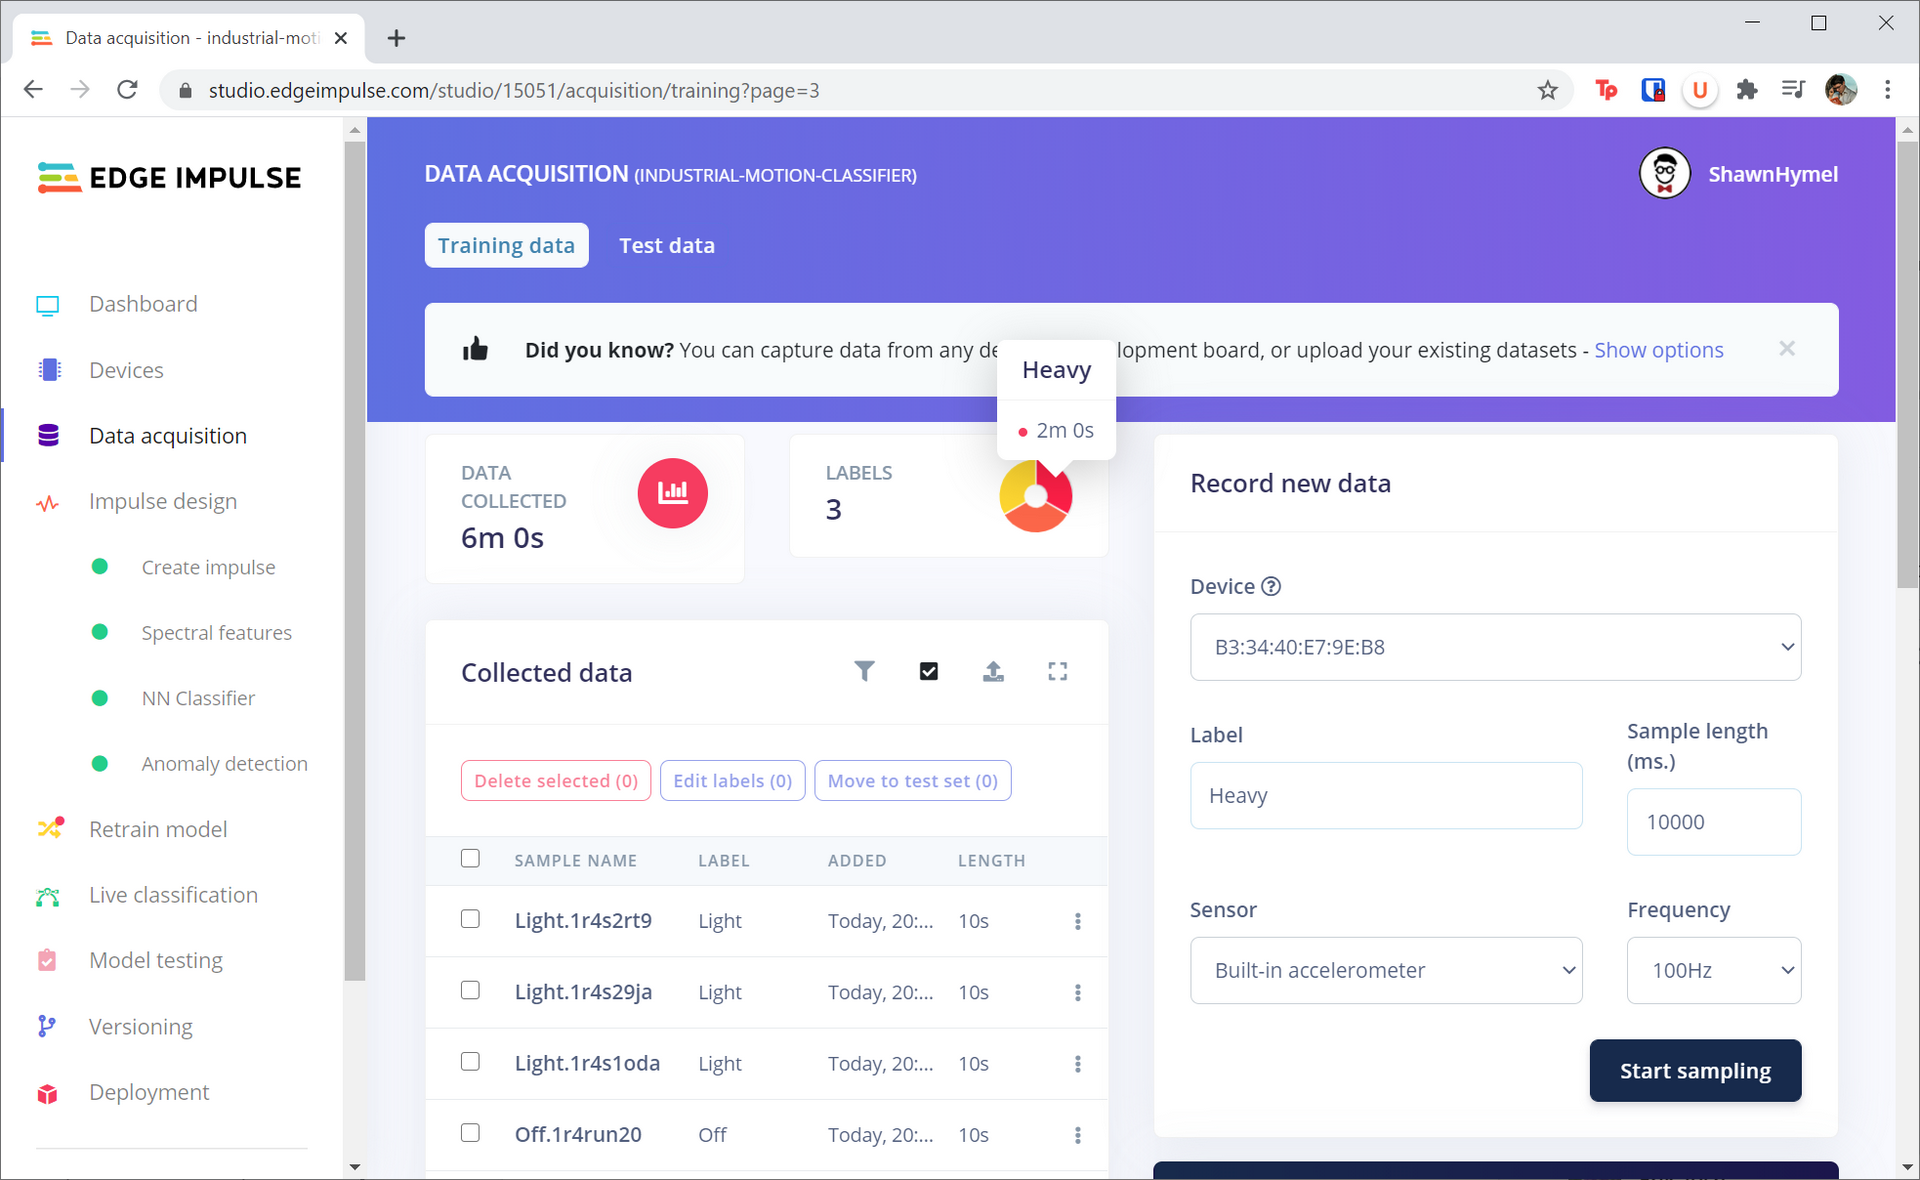 Data acquisition - industrial-moti
studio.edgeimpulse.com/studio/15051/acquisition/training?page=3
Tp
U
EDGE IMPULSE
Dashboard
Devices
Data acquisition
Impulse design
Create impulse
Spectral features
NN Classifier
Anomaly detection
Retrain model
Live classification
Model testing
Versioning
Deployment
DATA ACQUISITION (INDUSTRIAL-MOTION-CLASSIFIER)
ShawnHymel
Training data
Test data
Did you know? You can capture data from any de lopment board, or upload your existing datasets - Show options
Heavy
2m 0s
DATA
COLLECTED
6m 0s
LABELS
3
Collected data
Delete selected (0)
Edit labels (0)
Move to test set (0)
SAMPLE NAME LABEL ADDED LENGTH
Light.1r4s2rt9 Light Today, 20:... 10s
Light.1r4s29ja Light Today, 20:... 10s
Light.1r4s1oda Light Today, 20:... 10s
Off.1r4run20 Off Today, 20:... 10s
Record new data
Device
B3:34:40:E7:9E:B8
Label
Heavy
Sample length
(ms.)
10000
Sensor
Built-in accelerometer
Frequency
100Hz
Start sampling